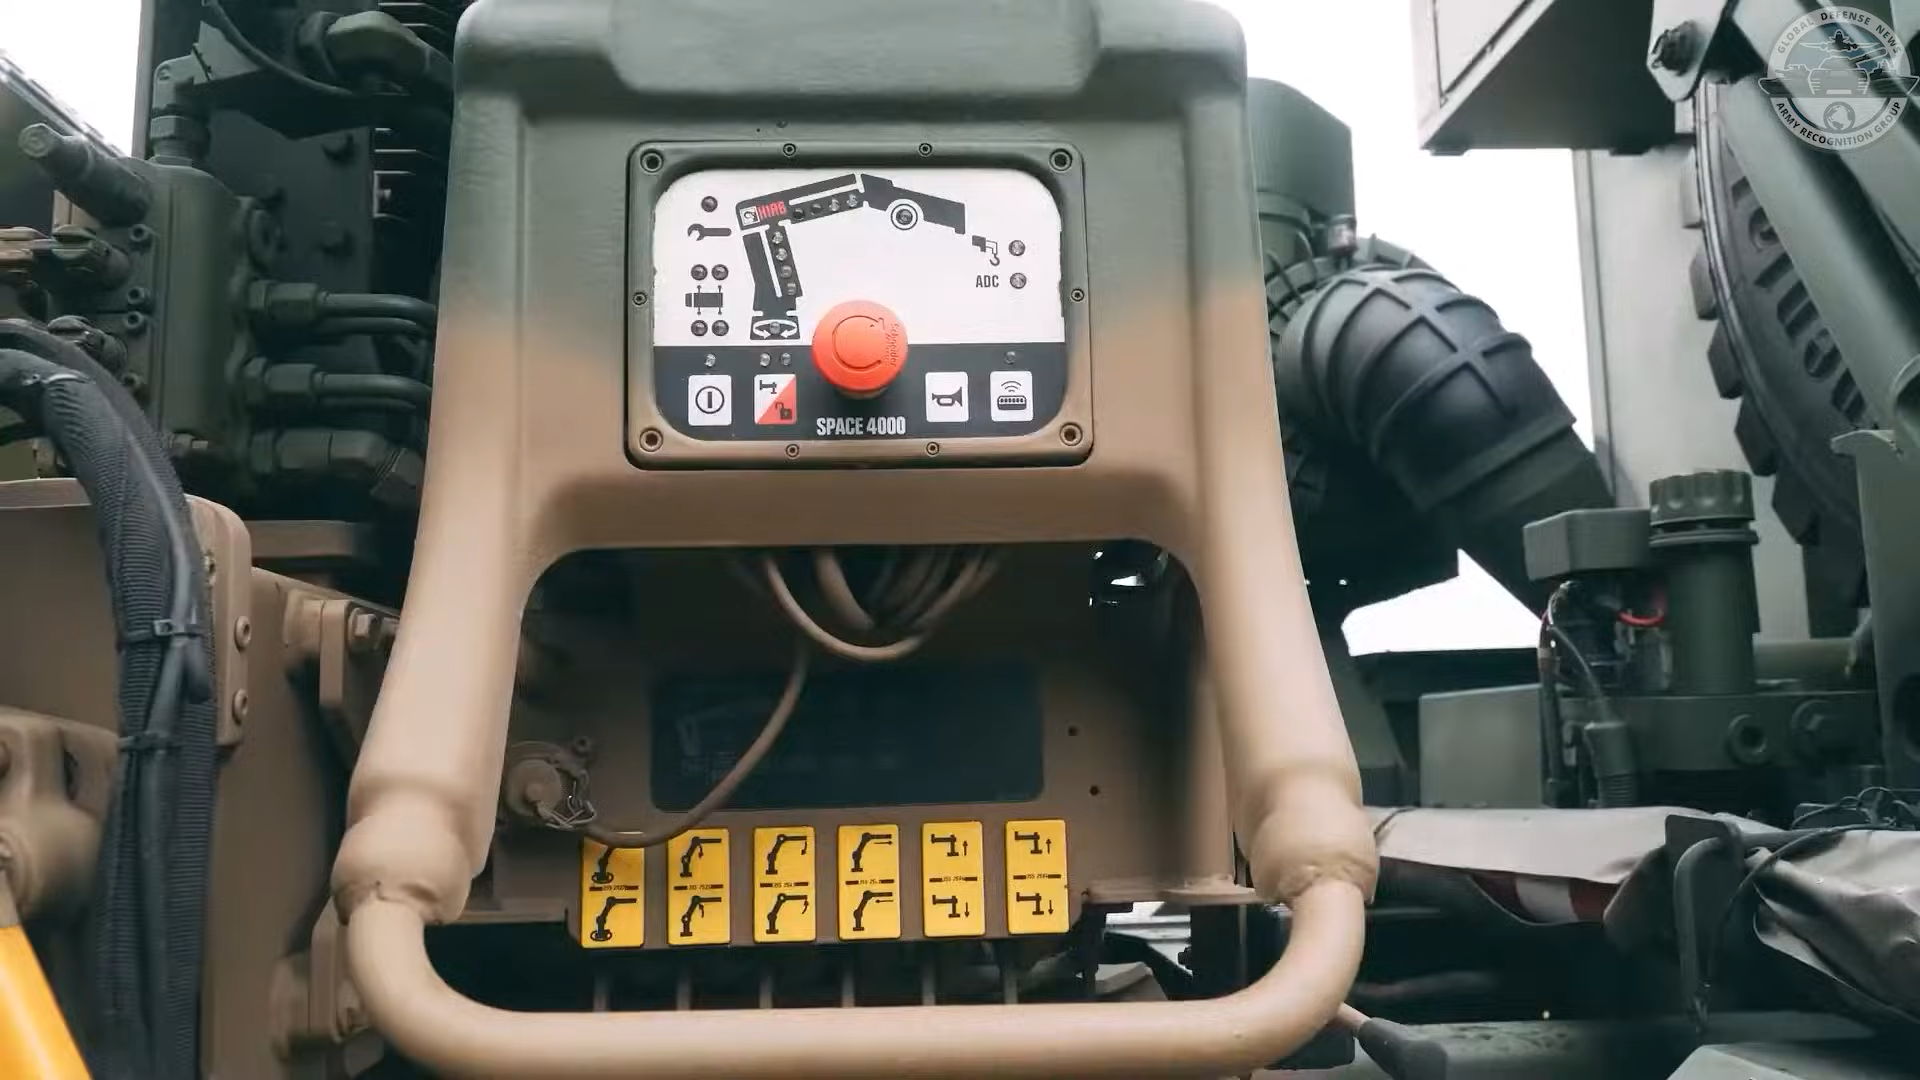 GLOBAL DEFENSE NEWS
ARMY RECOGNITION GROUP
HIAB
ADC
SPACE 4000